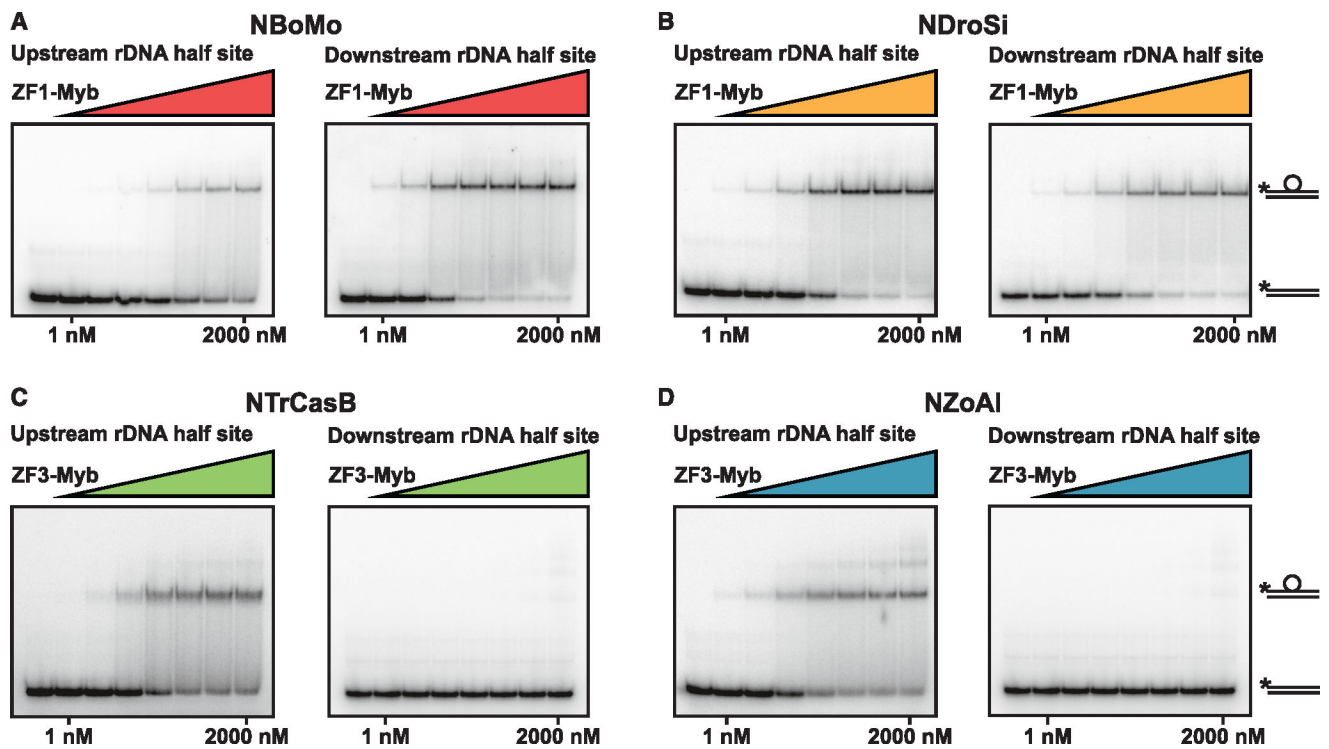 A
NBoMo
Upstream rDNA half site
Downstream rDNA half site
ZF1-Myb
ZF1-Myb
1 nM
2000 nM
1 nM
2000 nM
B
NDroSi
Upstream rDNA half site
Downstream rDNA half site
ZF1-Myb
ZF1-Myb
*
*
1 nM
2000 nM
1 nM
2000 nM
C
NTrCasB
Upstream rDNA half site
Downstream rDNA half site
ZF3-Myb
ZF3-Myb
1 nM
2000 nM
1 nM
2000 nM
D
NZoAl
Upstream rDNA half site
Downstream rDNA half site
ZF3-Myb
ZF3-Myb
*
*
1 nM
2000 nM
1 nM
2000 nM